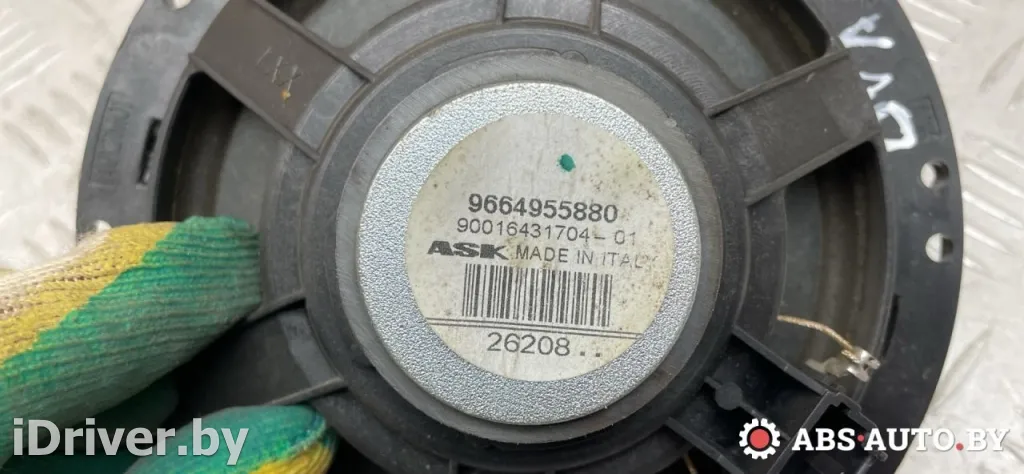 9664955880
90016431704-01
ASK MADE IN ITALY
26208 ..
iDriver.by
ABS-AUTO.BY